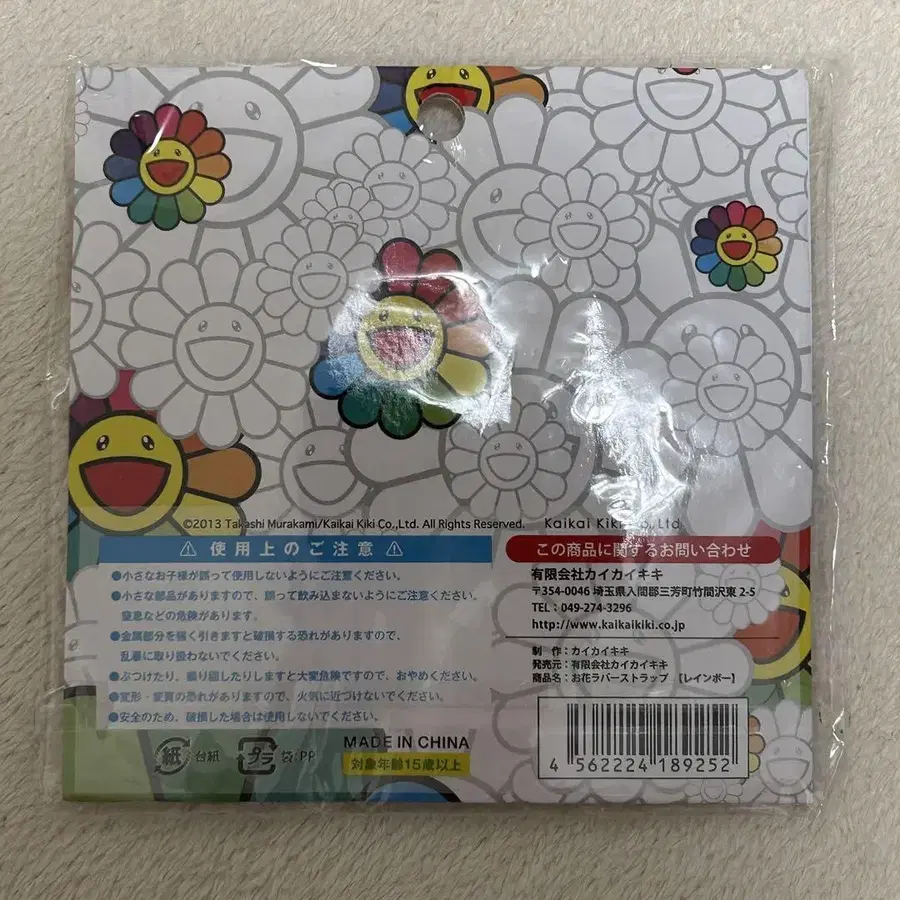 ©2013 Takashi Murakami/Kaikai Kiki Co.,Ltd. All Rights Reserved.
Kaikai Kiki Co., Ltd.
⚠ 使用上のご注意 ⚠
●小さなお子様が誤って使用しないようにご注意ください。
●小さな部品がありますので、誤って飲み込まないようにご注意ください。
窒息などの危険があります。
●金属部分を強く引きますと破損する恐れがありますので、
乱暴に取り扱わないでください。
●ぶつけたり、振り回したりしますと大変危険ですので、おやめください。
●変形・変質の恐れがありますので、火気に近づけないでください。
●安全のため、破損した場合は使用しないでください。
紙 台紙
プラ 袋:PP
MADE IN CHINA
対象年齢15歳以上
この商品に関するお問い合わせ
有限会社カイカイキキ
〒354-0046 埼玉県入間郡三芳町竹間沢東 2-5
TEL：049-274-3296
http://www.kaikaikiki.co.jp
制 作：カイカイキキ
発売元：有限会社カイカイキキ
商品名：お花ラバーストラップ 【レインボー】
4 562224 189252